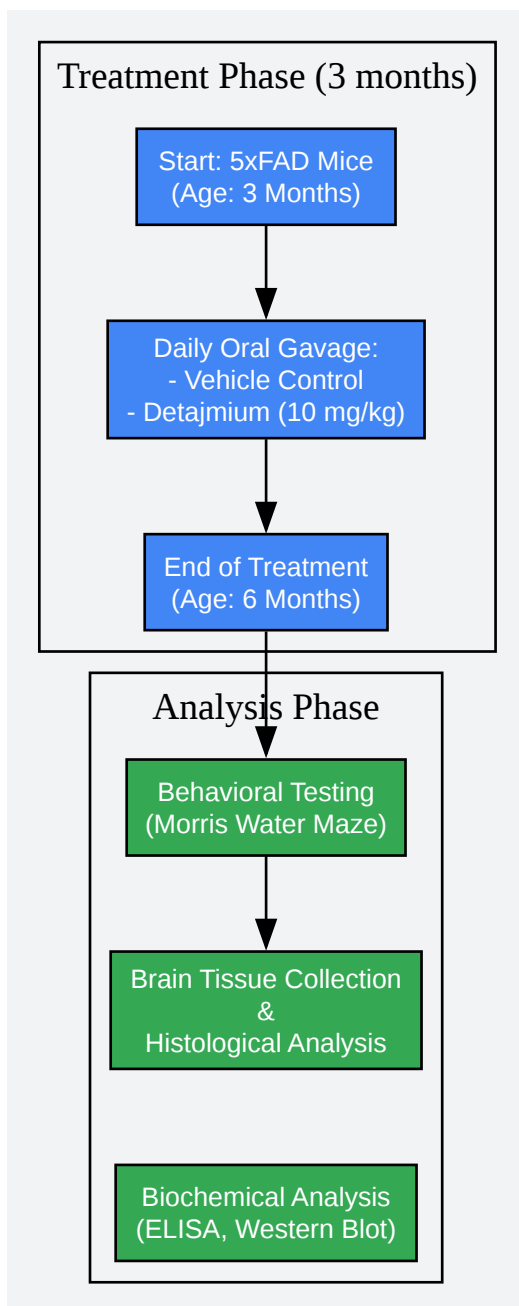 Treatment Phase (3 months)
Start: 5xFAD Mice
(Age: 3 Months)
Daily Oral Gavage:
- Vehicle Control
- Detajmium (10 mg/kg)
End of Treatment
(Age: 6 Months)
Analysis Phase
Behavioral Testing
(Morris Water Maze)
Brain Tissue Collection
&
Histological Analysis
Biochemical Analysis
(ELISA, Western Blot)